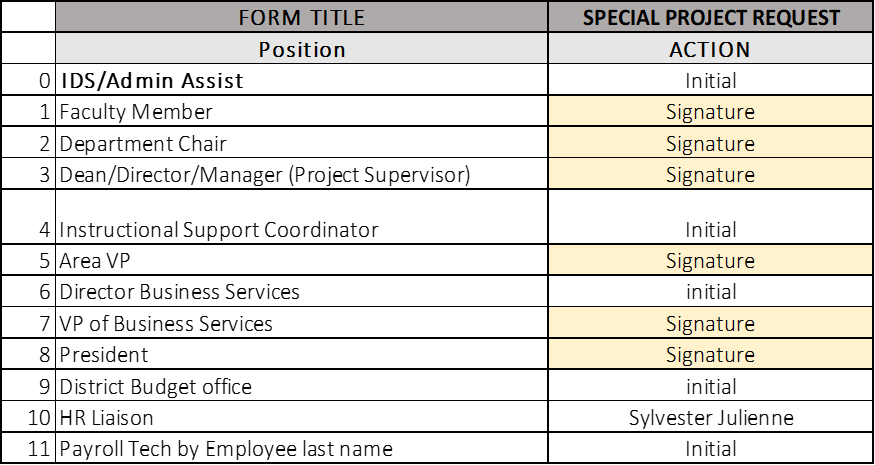 FORM TITLE SPECIAL PROJECT REQUEST
Position ACTION
0 IDS/Admin Assist Initial
1 Faculty Member Signature
2 Department Chair Signature
3 Dean/Director/Manager (Project Supervisor) Signature
4 Instructional Support Coordinator Initial
5 Area VP Signature
6 Director Business Services initial
7 VP of Business Services Signature
8 President Signature
9 District Budget office initial
10 HR Liaison Sylvester Julienne
11 Payroll Tech by Employee last name Initial